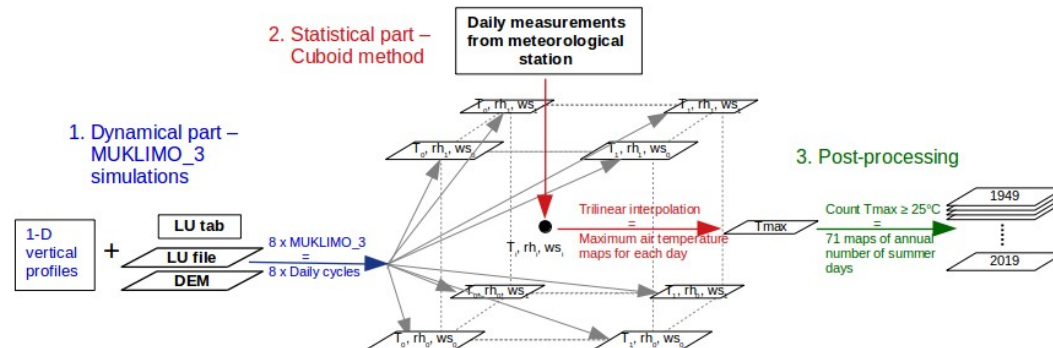 2. Statistical part –
Cuboid method
Daily measurements
from meteorological
station
1. Dynamical part –
MUKLIMO_3
simulations
T₀, rh₁, ws₁
T₁, rh₁, ws₁
T₀, rh₁, ws₀
T₁, rh₁, ws₀
3. Post-processing
1-D
vertical
profiles
+
LU tab
LU file
DEM
8 x MUKLIMO_3
=
8 x Daily cycles
Tᵢ, rhᵢ, wsᵢ
Trilinear interpolation
=
Maximum air temperature
maps for each day
Tmax
Count Tmax ≥ 25°C
=
71 maps of annual
number of summer
days
1949
2019
T₀, rh₀, ws₁
T₁, rh₀, ws₁
T₀, rh₀, ws₀
T₁, rh₀, ws₀